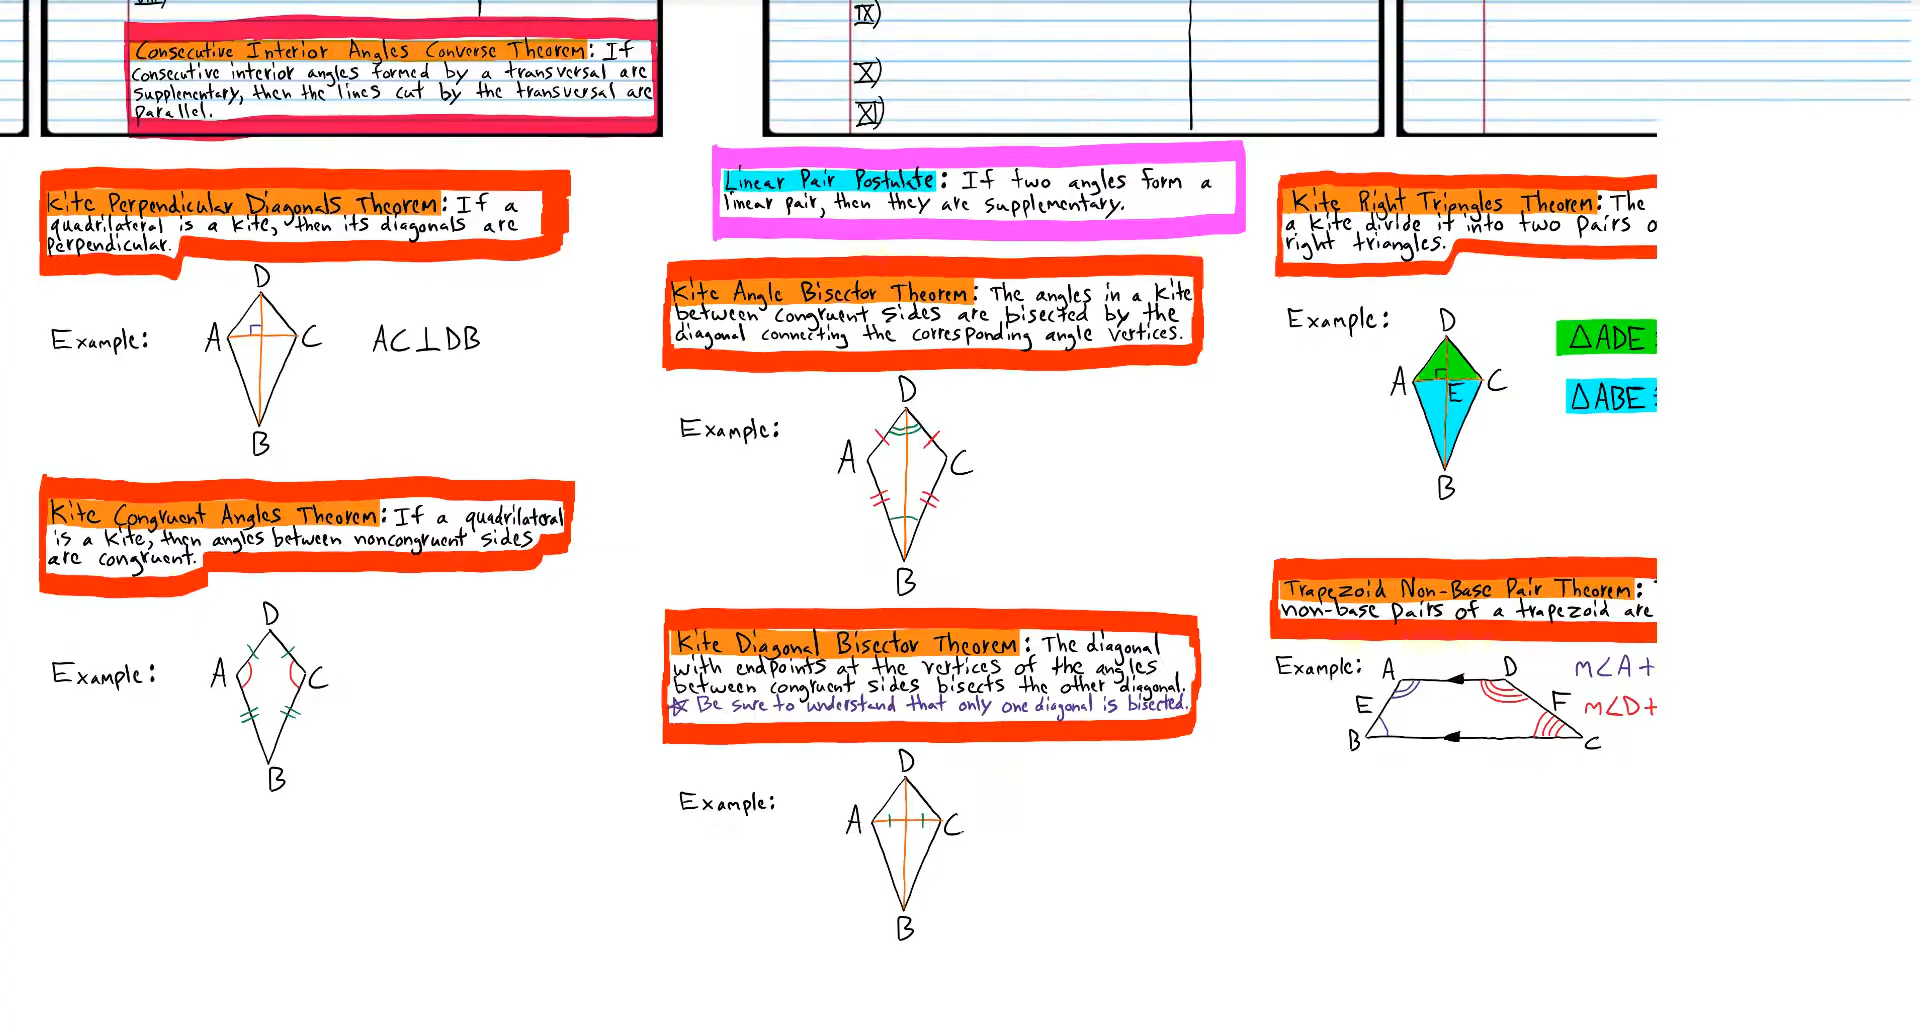 Consecutive Interior Angles Converse Theorem: If
consecutive interior angles formed by a transversal are
supplementary, then the lines cut by the transversal are
parallel.
IX)
X)
XI)
Kite Perpendicular Diagonals Theorem: If a
quadrilateral is a kite, then its diagonals are
perpendicular.
Example:
D
A
C
B
AC⊥DB
Kite Congruent Angles Theorem: If a quadrilateral
is a kite, then angles between noncongruent sides
are congruent.
Example:
D
A
C
B
Linear Pair Postulate: If two angles form a
linear pair, then they are supplementary.
Kite Angle Bisector Theorem: The angles in a kite
between congruent sides are bisected by the
diagonal connecting the corresponding angle vertices.
Example:
D
A
C
B
Kite Diagonal Bisector Theorem: The diagonal
with endpoints at the vertices of the angles
between congruent sides bisects the other diagonal.
☆ Be sure to understand that only one diagonal is bisected.
Example:
D
A
C
B
Kite Right Triangles Theorem: The
a kite divide it into two pairs o
right triangles.
Example:
D
A
C
E
B
△ADE
△ABE
Trapezoid Non-Base Pair Theorem:
non-base pairs of a trapezoid are
Example:
A
D
E
F
B
C
m∠A+
m∠D+